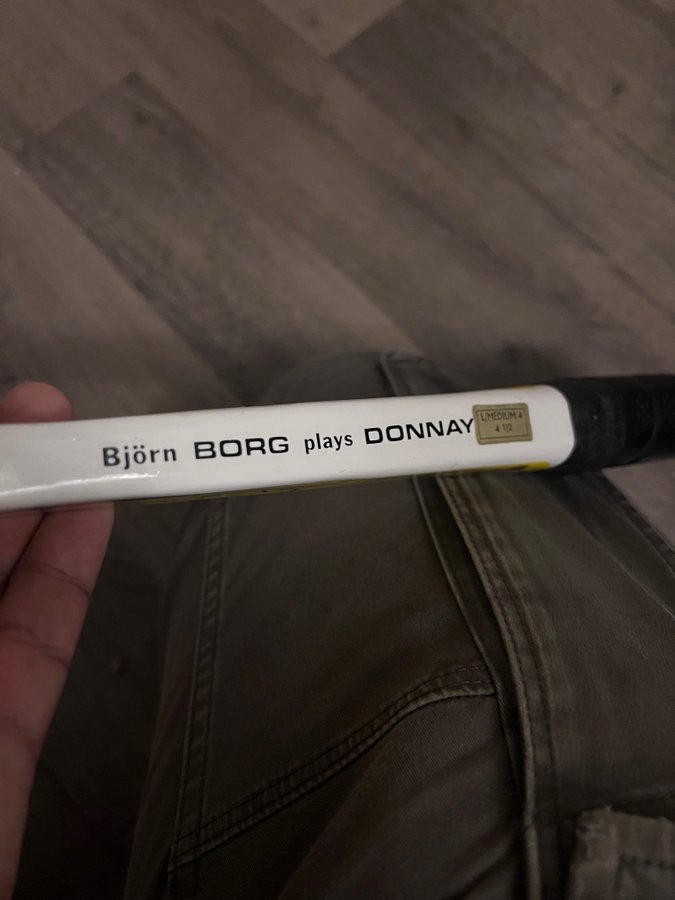 Björn BORG plays DONNAY
L/MEDIUM 4
4 1/2